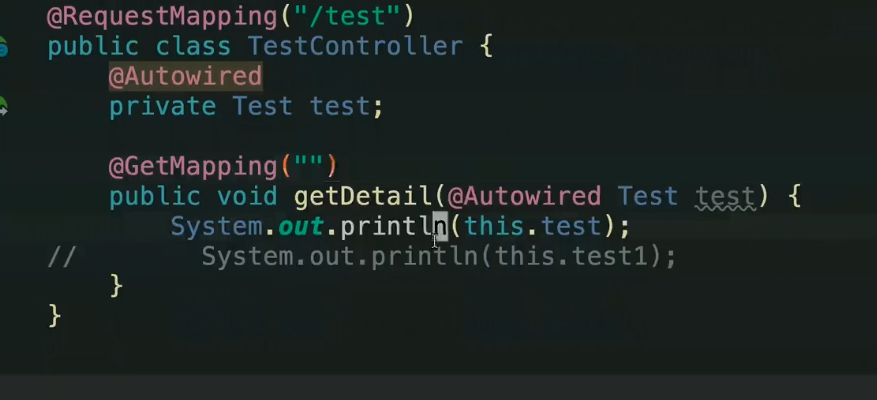 @RequestMapping("/test")
public class TestController {
    @Autowired
    private Test test;

    @GetMapping("")
    public void getDetail(@Autowired Test test) {
        System.out.println(this.test);
//        System.out.println(this.test1);
    }
}